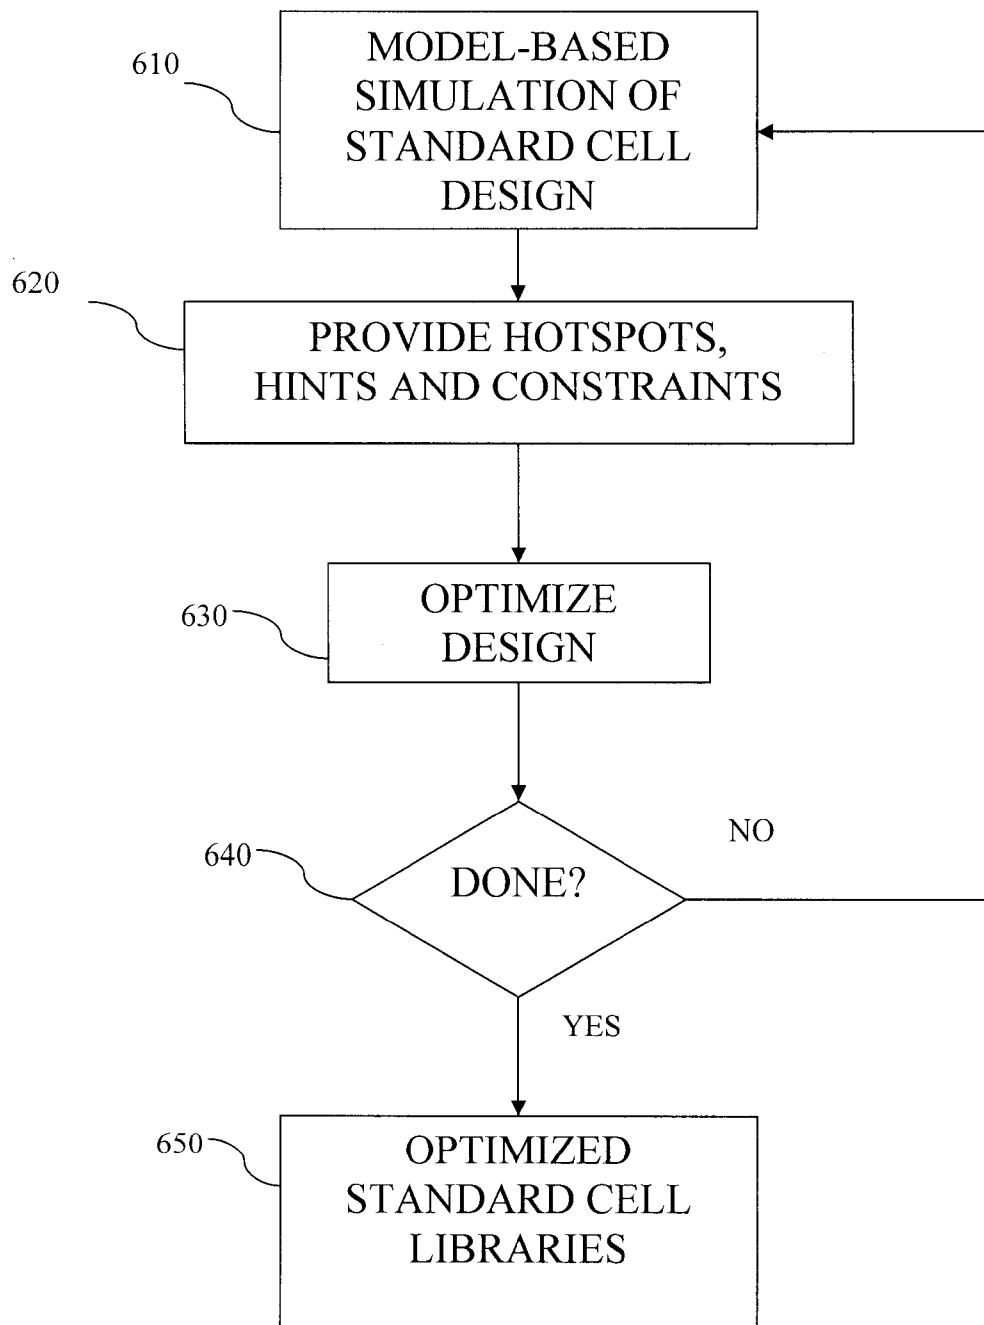 610
MODEL-BASED
SIMULATION OF
STANDARD CELL
DESIGN
620
PROVIDE HOTSPOTS,
HINTS AND CONSTRAINTS
630
OPTIMIZE
DESIGN
640
DONE?
NO
YES
650
OPTIMIZED
STANDARD CELL
LIBRARIES